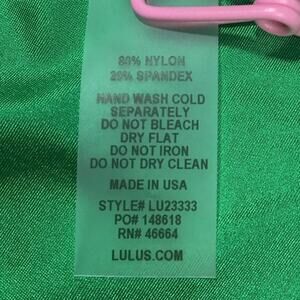 80% NYLON
20% SPANDEX
HAND WASH COLD
SEPARATELY
DO NOT BLEACH
DRY FLAT
DO NOT IRON
DO NOT DRY CLEAN
MADE IN USA
STYLE# LU23333
PO# 148618
RN# 46664
LULUS.COM